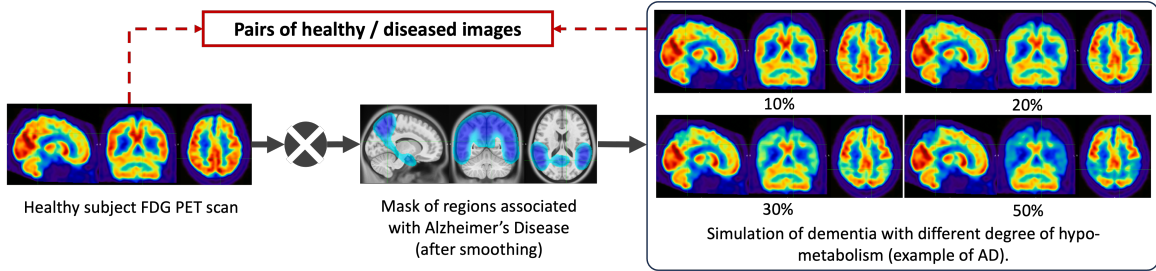 Pairs of healthy / diseased images
Healthy subject FDG PET scan
Mask of regions associated
with Alzheimer's Disease
(after smoothing)
10%
20%
30%
50%
Simulation of dementia with different degree of hypo-
metabolism (example of AD).